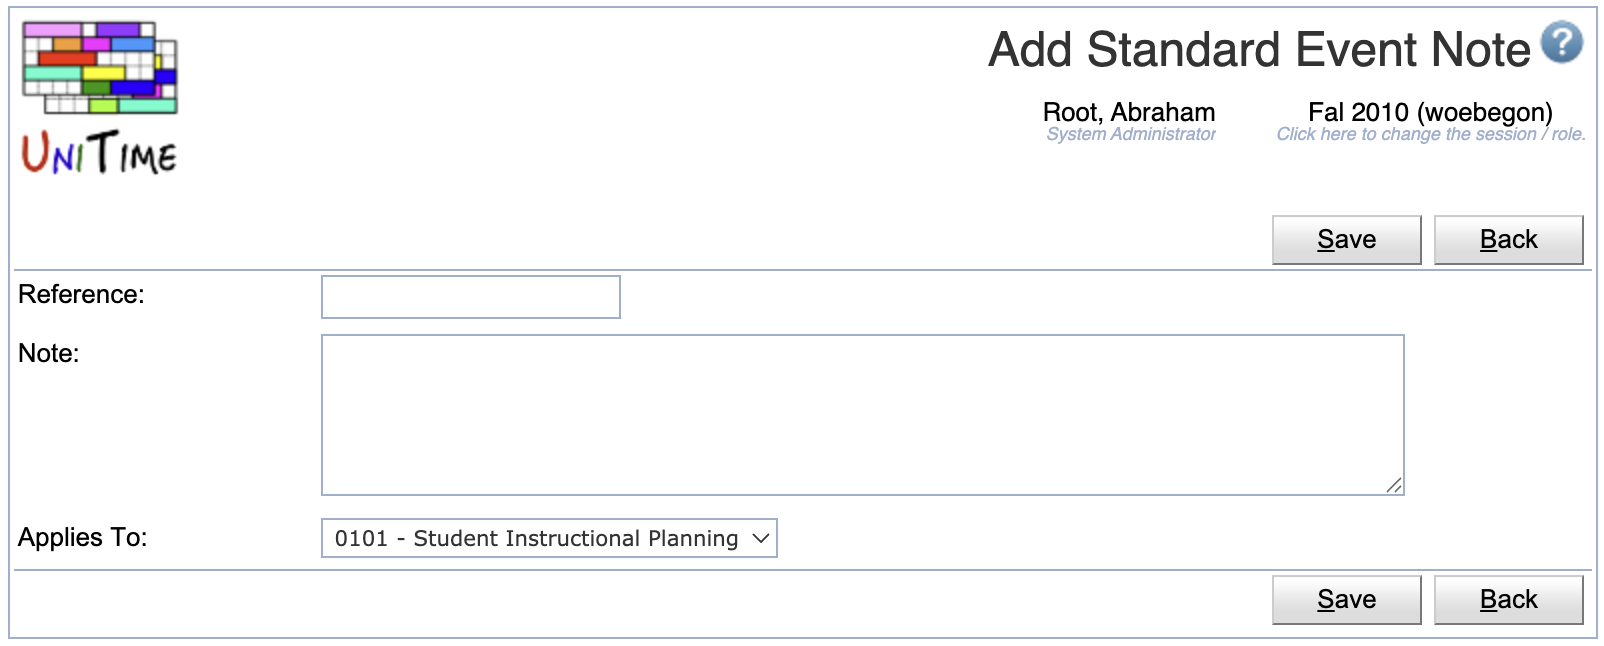 UNITIME
Add Standard Event Note ?
Root, Abraham
System Administrator
Fal 2010 (woebegon)
Click here to change the session / role.
Save Back
Reference:
Note:
Applies To: 0101 - Student Instructional Planning
Save Back